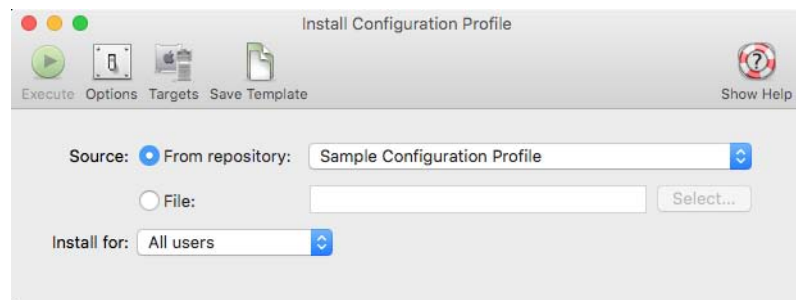 Install Configuration Profile
Execute Options Targets Save Template Show Help
Source: From repository: Sample Configuration Profile
File: Select...
Install for: All users